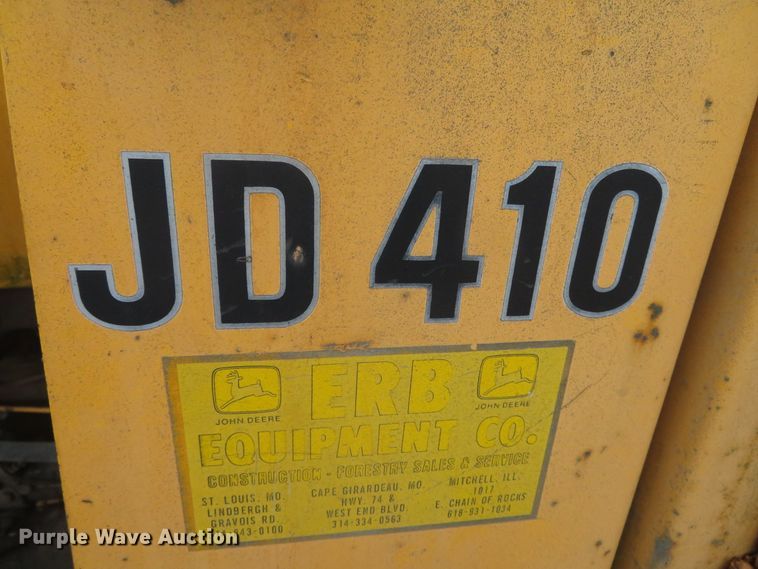 JD 410
ERB
JOHN DEERE
JOHN DEERE
EQUIPMENT CO.
CONSTRUCTION - FORESTRY SALES & SERVICE
ST. LOUIS, MO.
LINDBERGH &
GRAVOIS RD.
843-0100
CAPE GIRARDEAU, MO
HWY. 74 &
WEST END BLVD.
314-334-0563
MITCHELL, ILL.
1017
E. CHAIN OF ROCKS
618-931-1034
Purple Wave Auction